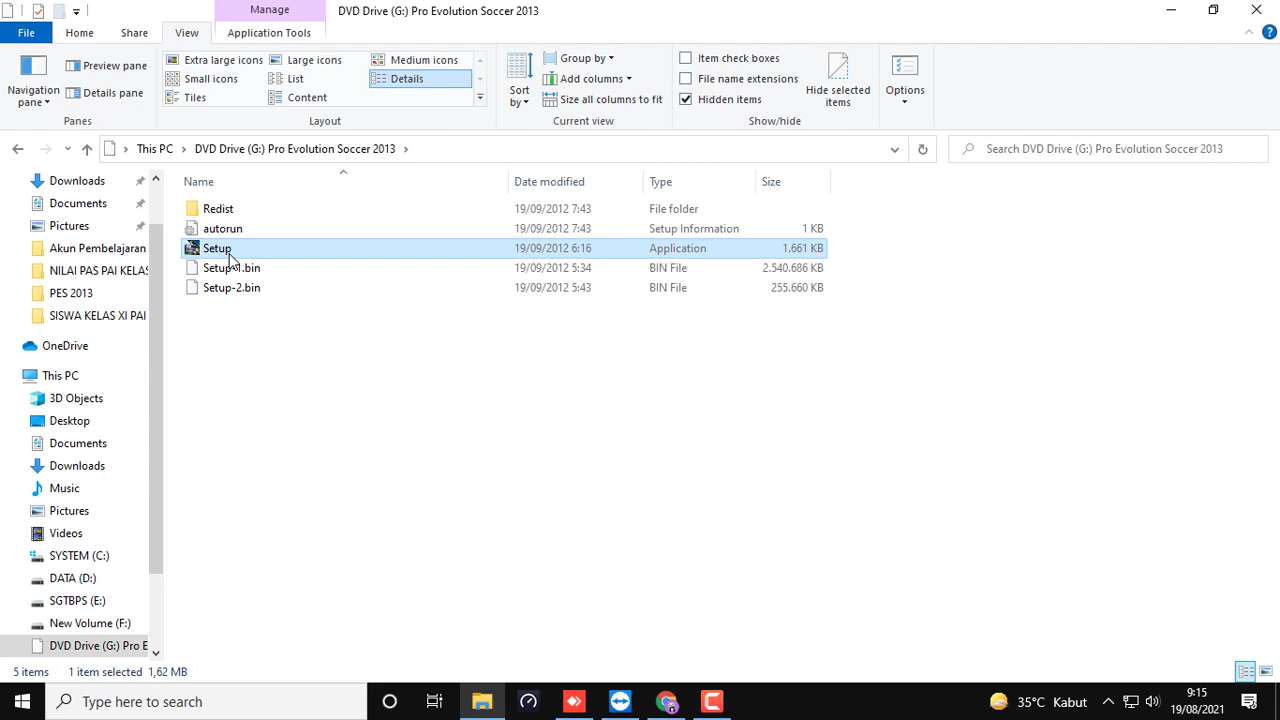 Manage
DVD Drive (G:) Pro Evolution Soccer 2013
File
Home
Share
View
Application Tools
Navigation pane
Preview pane
Details pane
Panes
Extra large icons
Large icons
Medium icons
Small icons
List
Details
Tiles
Content
Layout
Sort by
Group by
Add columns
Size all columns to fit
Current view
Item check boxes
File name extensions
Hidden items
Hide selected items
Show/hide
Options
This PC > DVD Drive (G:) Pro Evolution Soccer 2013 >
Search DVD Drive (G:) Pro Evolution Soccer 2013
Name Date modified Type Size
Redist 19/09/2012 7:43 File folder
autorun 19/09/2012 7:43 Setup Information 1 KB
Setup 19/09/2012 6:16 Application 1.661 KB
Setup-1.bin 19/09/2012 5:34 BIN File 2.540.686 KB
Setup-2.bin 19/09/2012 5:43 BIN File 255.660 KB
Downloads
Documents
Pictures
Akun Pembelajaran
NILAI PAS PAI KELAS
PES 2013
SISWA KELAS XI PAI
OneDrive
This PC
3D Objects
Desktop
Documents
Downloads
Music
Pictures
Videos
SYSTEM (C:)
DATA (D:)
SGTBPS (E:)
New Volume (F:)
DVD Drive (G:) Pro E
5 items
1 item selected 1,62 MB
Type here to search
35°C Kabut
9:15
19/08/2021